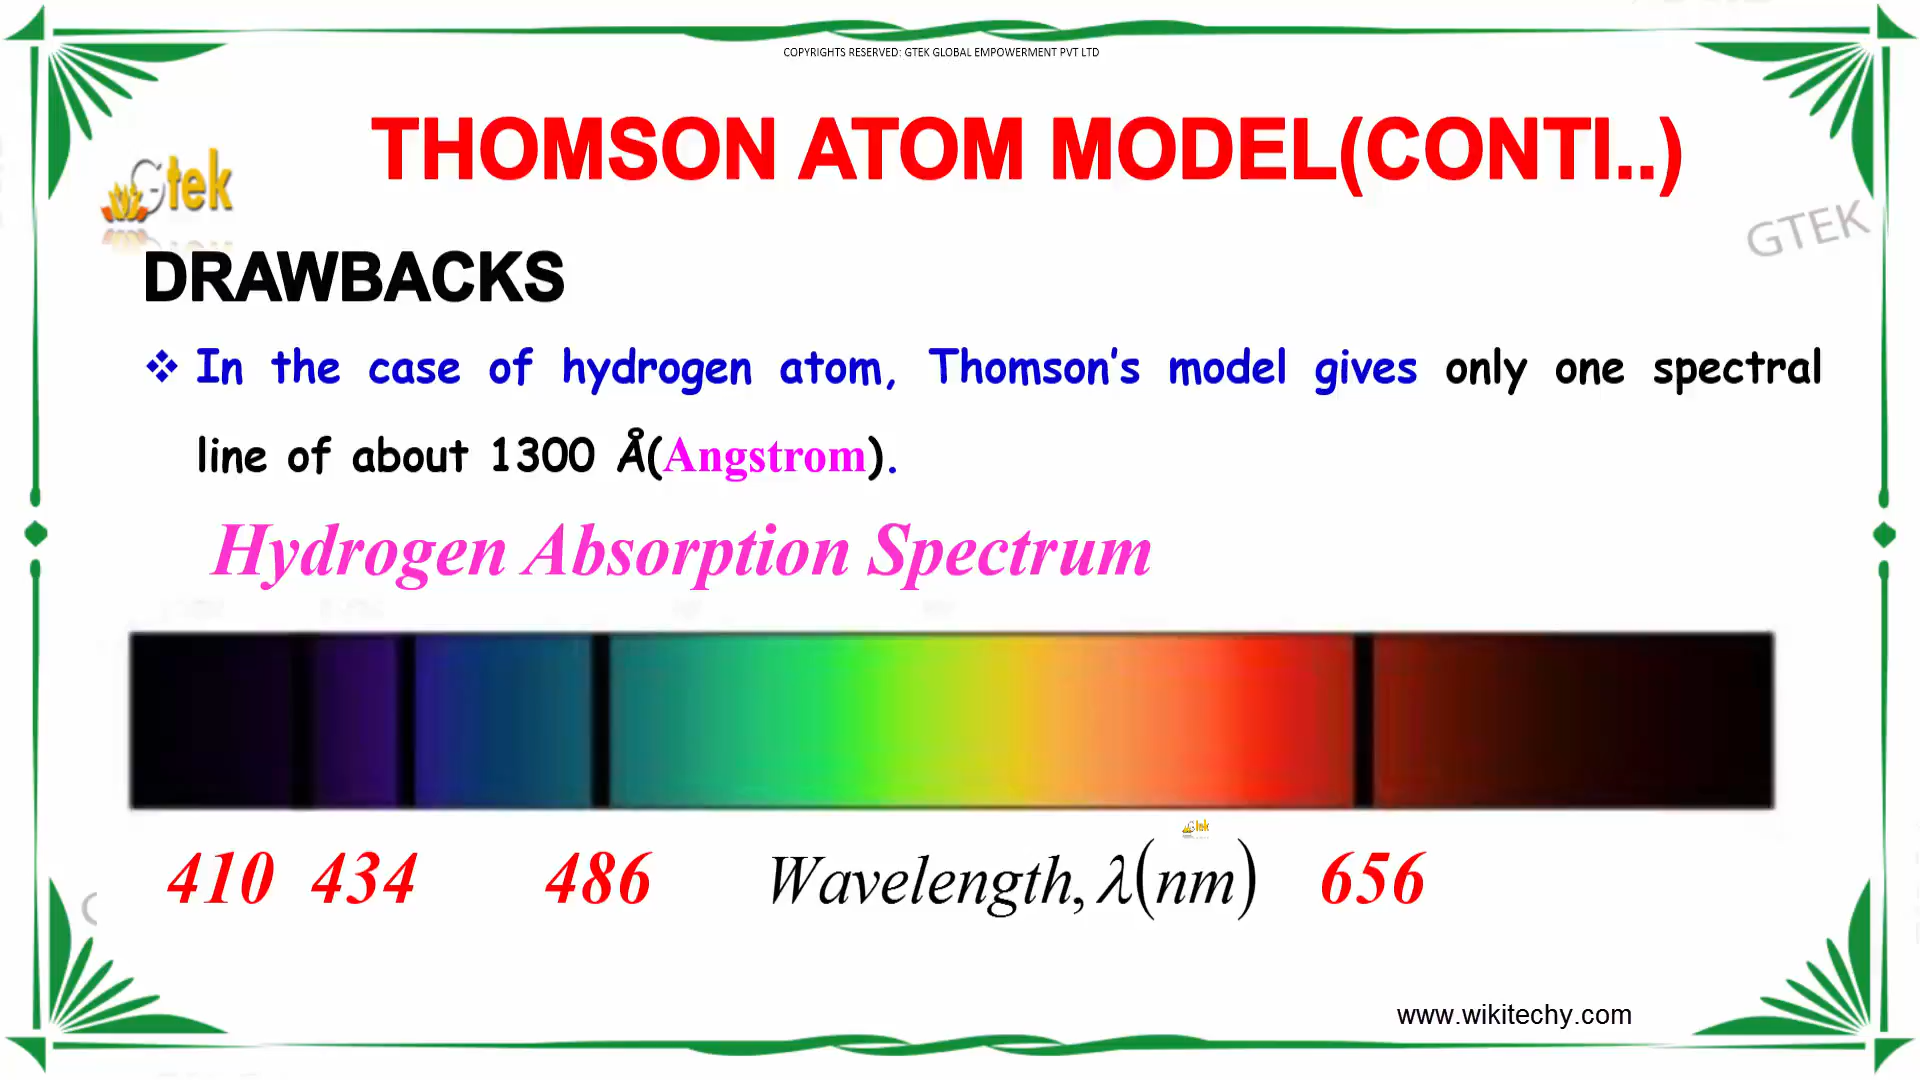 COPYRIGHTS RESERVED: GTEK GLOBAL EMPOWERMENT PVT LTD
THOMSON ATOM MODEL(CONTI..)
Gtek
GTEK
DRAWBACKS
❖ In the case of hydrogen atom, Thomson’s model gives only one spectral
line of about 1300 Å(Angstrom).
Hydrogen Absorption Spectrum
Gtek
410 434 486 Wavelength, λ(nm) 656
www.wikitechy.com